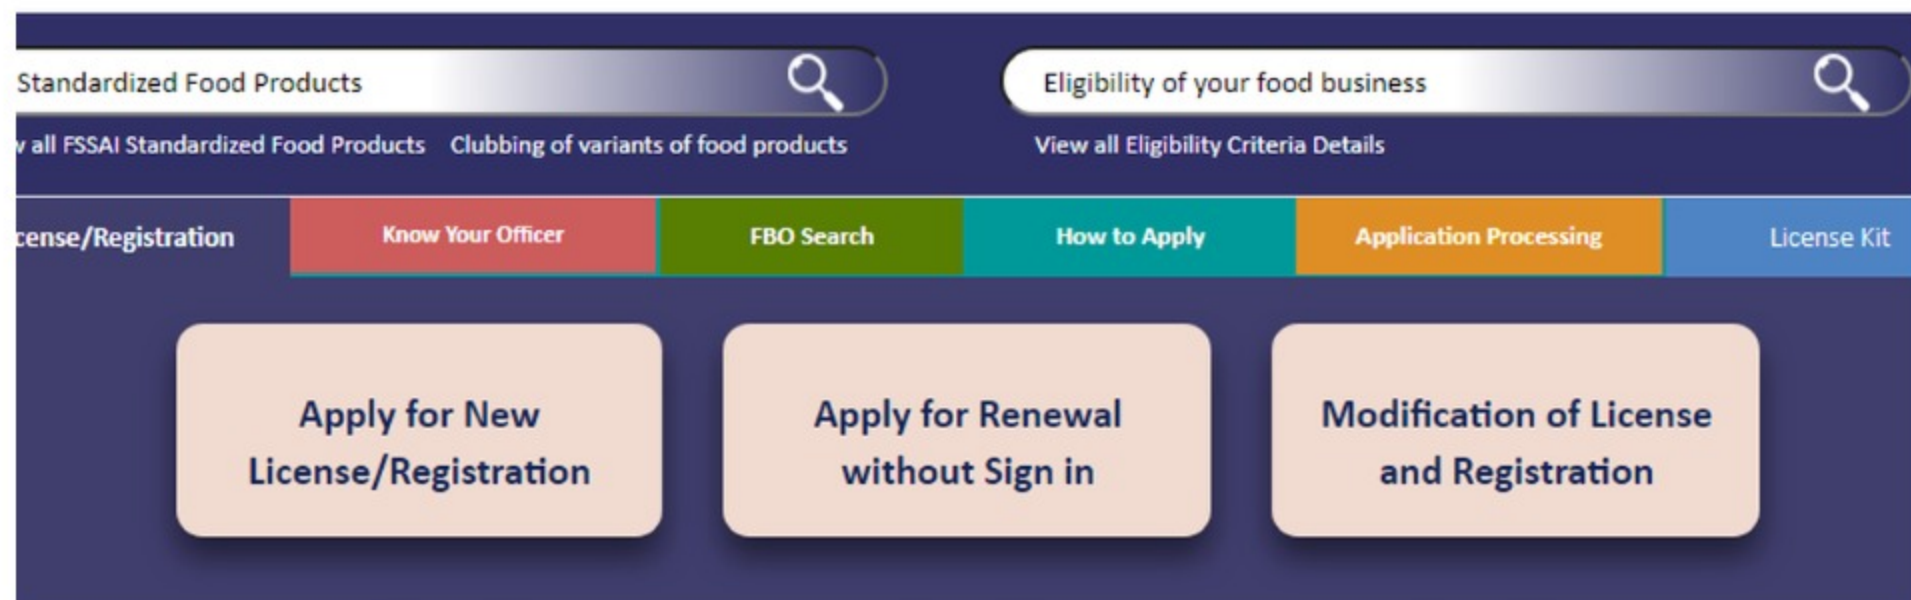 Standardized Food Products
Eligibility of your food business
all FSSAI Standardized Food Products Clubbing of variants of food products
View all Eligibility Criteria Details
cense/Registration
Know Your Officer
FBO Search
How to Apply
Application Processing
License Kit
Apply for New
License/Registration
Apply for Renewal
without Sign in
Modification of License
and Registration